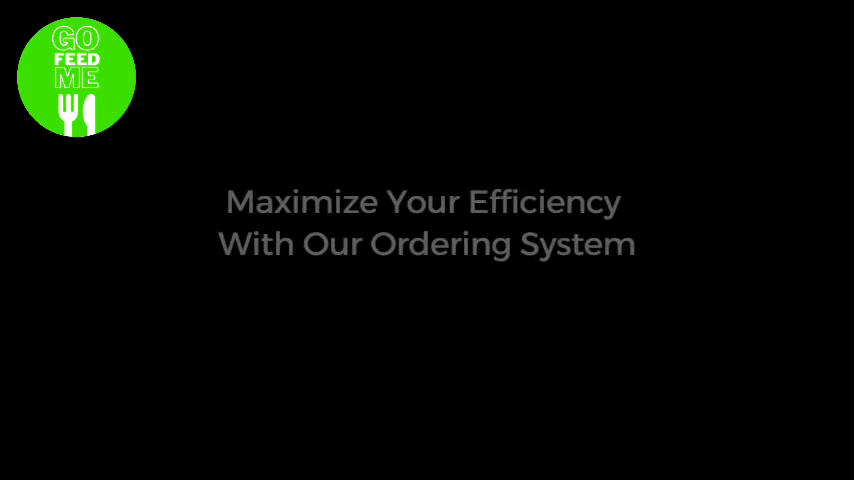 GO
FEED
ME
Maximize Your Efficiency
With Our Ordering System